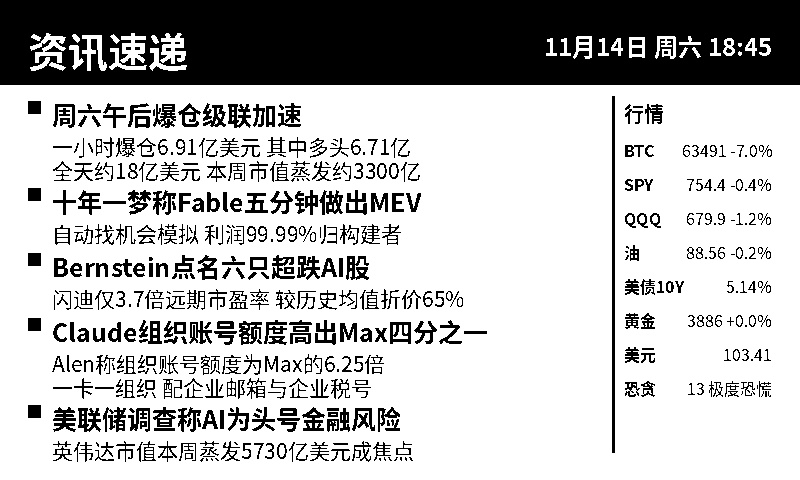 资讯速递
11月14日 周六 18:45
周六午后爆仓级联加速
一小时爆仓6.91亿美元 其中多头6.71亿
全天约18亿美元 本周市值蒸发约3300亿
十年一梦称Fable五分钟做出MEV
自动找机会模拟 利润99.99%归构建者
Bernstein点名六只超跌AI股
闪迪仅3.7倍远期市盈率 较历史均值折价65%
Claude组织账号额度高出Max四分之一
Alen称组织账号额度为Max的6.25倍
一卡一组织 配企业邮箱与企业税号
美联储调查称AI为头号金融风险
英伟达市值本周蒸发5730亿美元成焦点
行情
BTC 63491 -7.0%
SPY 754.4 -0.4%
QQQ 679.9 -1.2%
油 88.56 -0.2%
美债10Y 5.14%
黄金 3886 +0.0%
美元 103.41
恐贪 13 极度恐慌